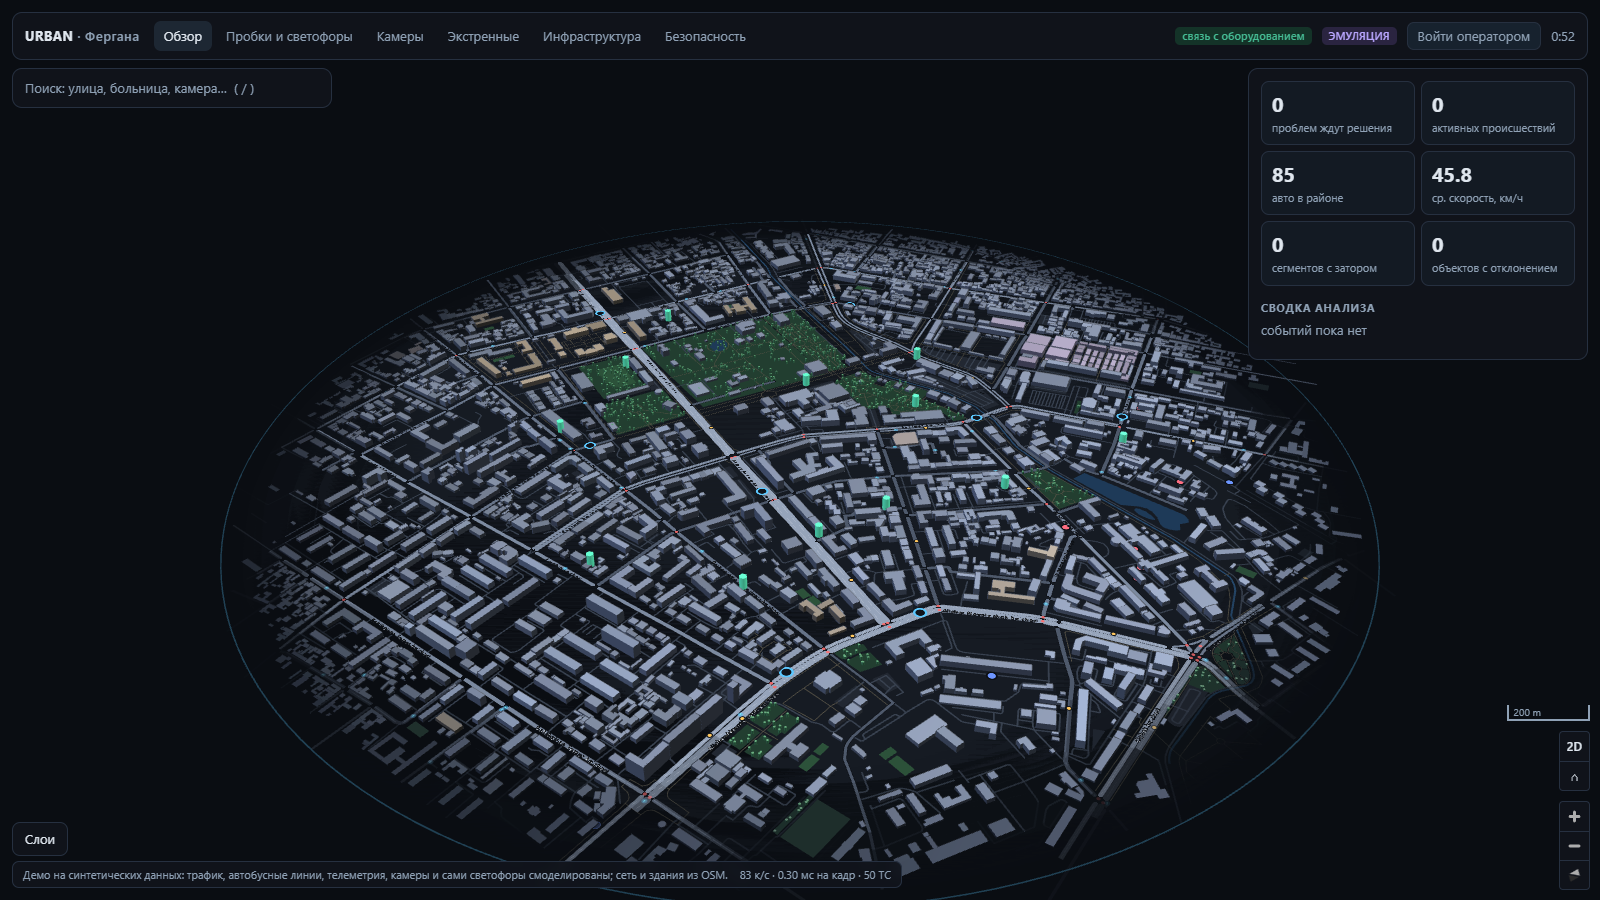 URBAN · Фергана
Обзор
Пробки и светофоры
Камеры
Экстренные
Инфраструктура
Безопасность
связь с оборудованием
ЭМУЛЯЦИЯ
Войти оператором
0:52
Поиск: улица, больница, камера... ( / )
0
проблем ждут решения
0
активных происшествий
85
авто в районе
45.8
ср. скорость, км/ч
0
сегментов с затором
0
объектов с отклонением
СВОДКА АНАЛИЗА
событий пока нет
200 m
2D
Слои
Демо на синтетических данных: трафик, автобусные линии, телеметрия, камеры и сами светофоры смоделированы; сеть и здания из OSM. 83 к/с · 0.30 мс на кадр · 50 ТС